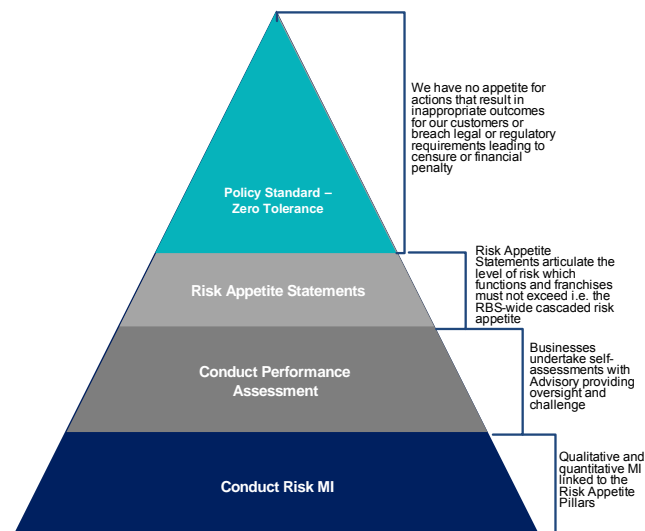 We have no appetite for
actions that result in
inappropriate outcomes
for our customers or
breach legal or regulatory
requirements leading to
censure or financial
penalty
Policy Standard –
Zero Tolerance
Risk Appetite
Statements articulate the
level of risk which
functions and franchises
must not exceed i.e. the
RBS-wide cascaded risk
appetite
Risk Appetite Statements
Businesses
undertake self-
assessments with
Advisory providing
oversight and
challenge
Conduct Performance
Assessment
Qualitative and
quantitative MI
linked to the
Risk Appetite
Pillars
Conduct Risk MI